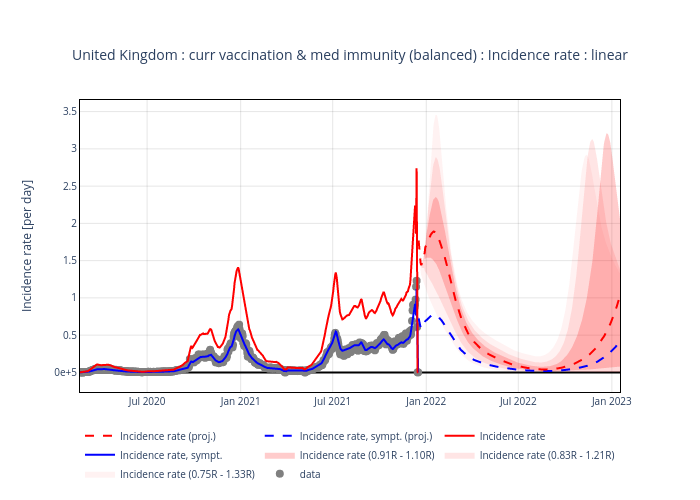 United Kingdom : curr vaccination & med immunity (balanced) : Incidence rate : linear
Incidence rate [per day]
3.5
3
2.5
2
1.5
1
0.5
0e+5
Jul 2020 Jan 2021 Jul 2021 Jan 2022 Jul 2022 Jan 2023
Incidence rate (proj.) Incidence rate, sympt. (proj.) Incidence rate
Incidence rate, sympt. Incidence rate (0.91R - 1.10R) Incidence rate (0.83R - 1.21R)
Incidence rate (0.75R - 1.33R) data